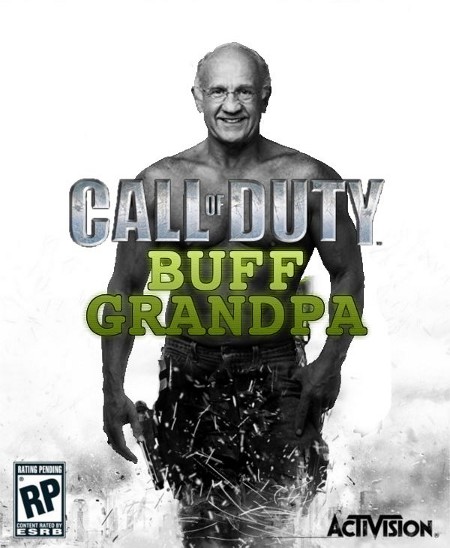 CALL OF DUTY
BUFF
GRANDPA
RATING PENDING
RP
CONTENT RATED BY
ESRB
ACTIVISION.